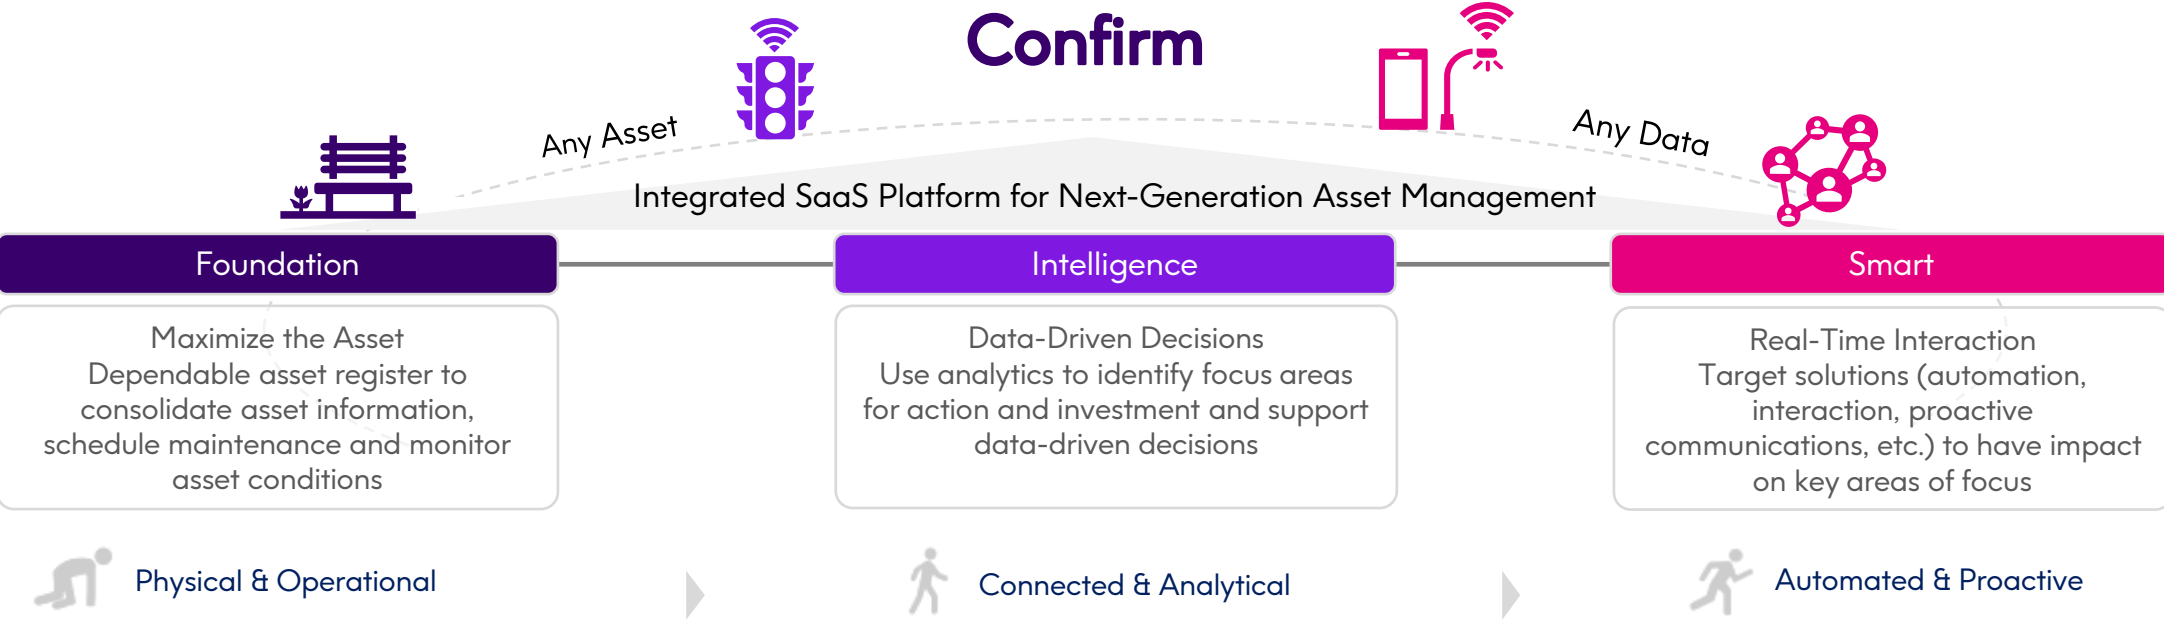 Confirm
Any Asset
Any Data
Integrated SaaS Platform for Next-Generation Asset Management
Foundation
Intelligence
Smart
Maximize the Asset
Dependable asset register to
consolidate asset information,
schedule maintenance and monitor
asset conditions
Data-Driven Decisions
Use analytics to identify focus areas
for action and investment and support
data-driven decisions
Real-Time Interaction
Target solutions (automation,
interaction, proactive
communications, etc.) to have impact
on key areas of focus
Physical & Operational
Connected & Analytical
Automated & Proactive